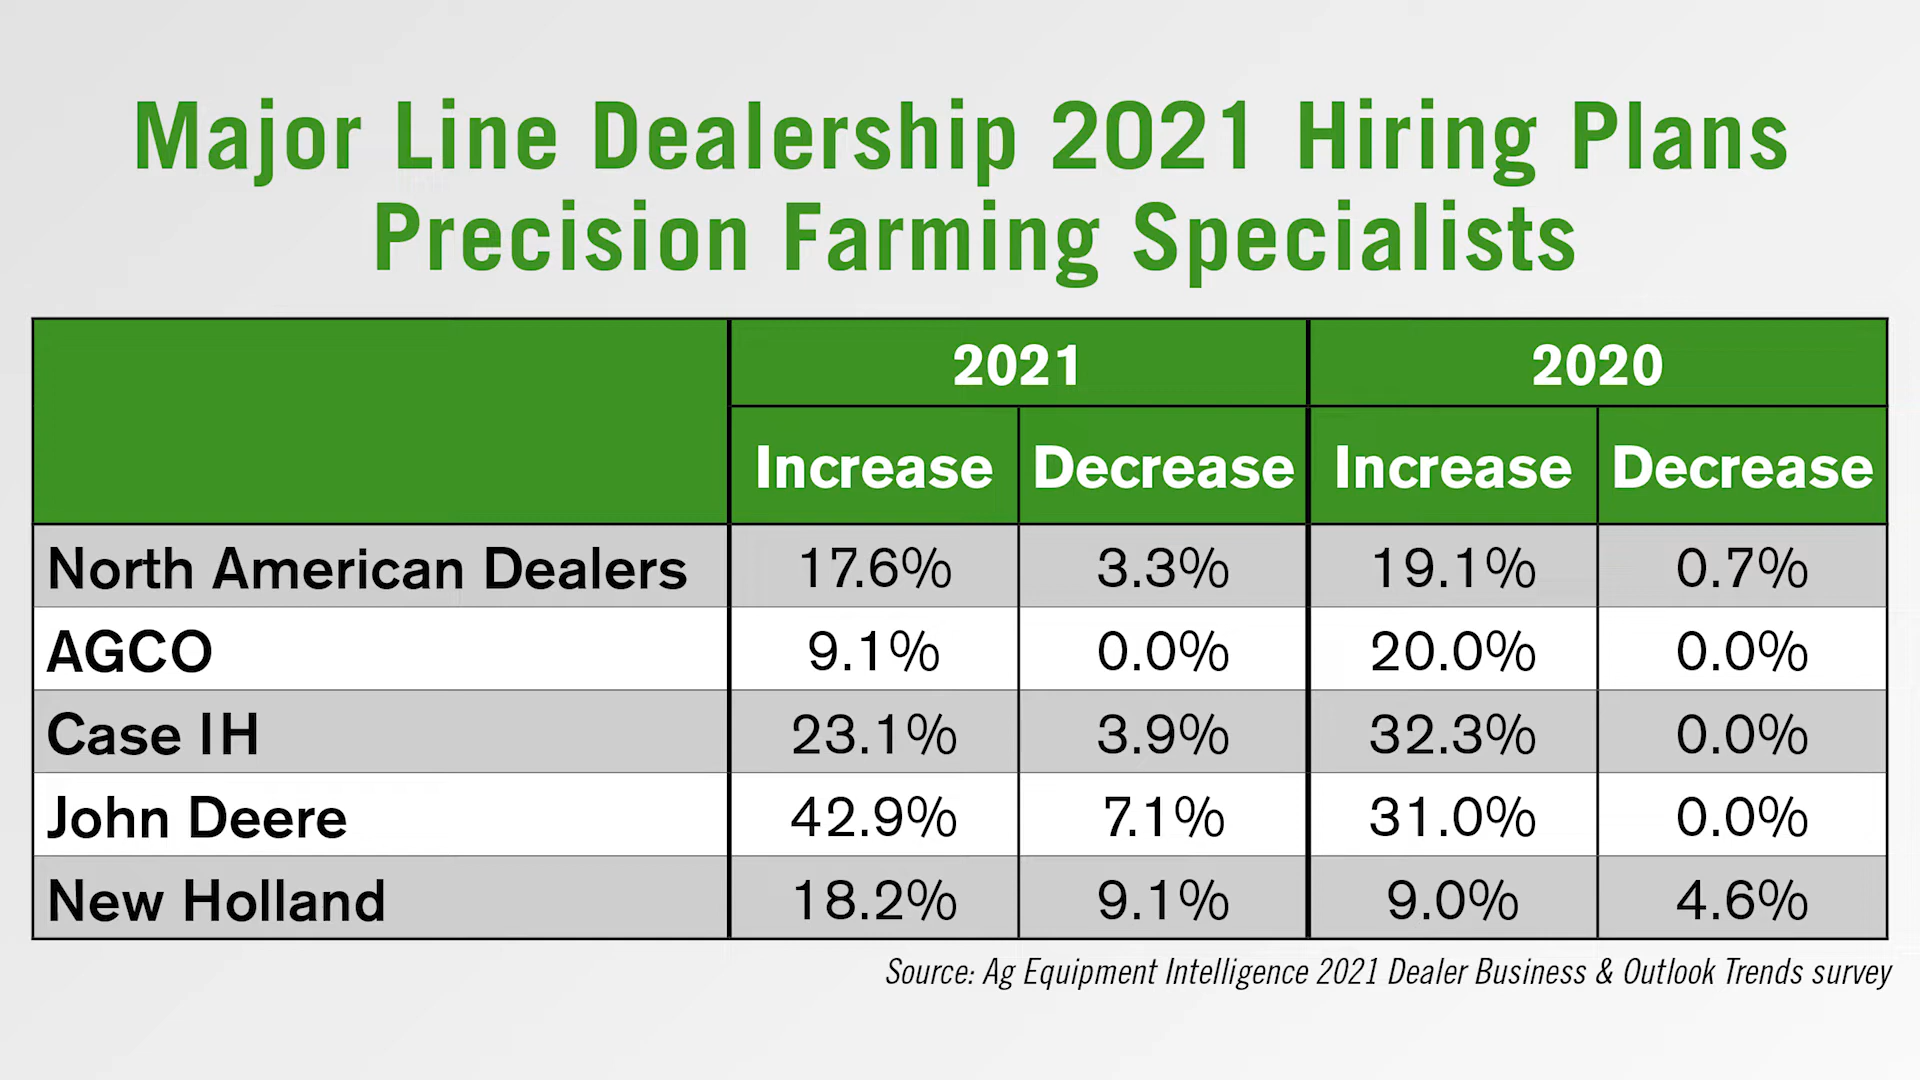 Major Line Dealership 2021 Hiring Plans
Precision Farming Specialists
2021 2020
Increase Decrease Increase Decrease
North American Dealers 17.6% 3.3% 19.1% 0.7%
AGCO 9.1% 0.0% 20.0% 0.0%
Case IH 23.1% 3.9% 32.3% 0.0%
John Deere 42.9% 7.1% 31.0% 0.0%
New Holland 18.2% 9.1% 9.0% 4.6%
Source: Ag Equipment Intelligence 2021 Dealer Business & Outlook Trends survey